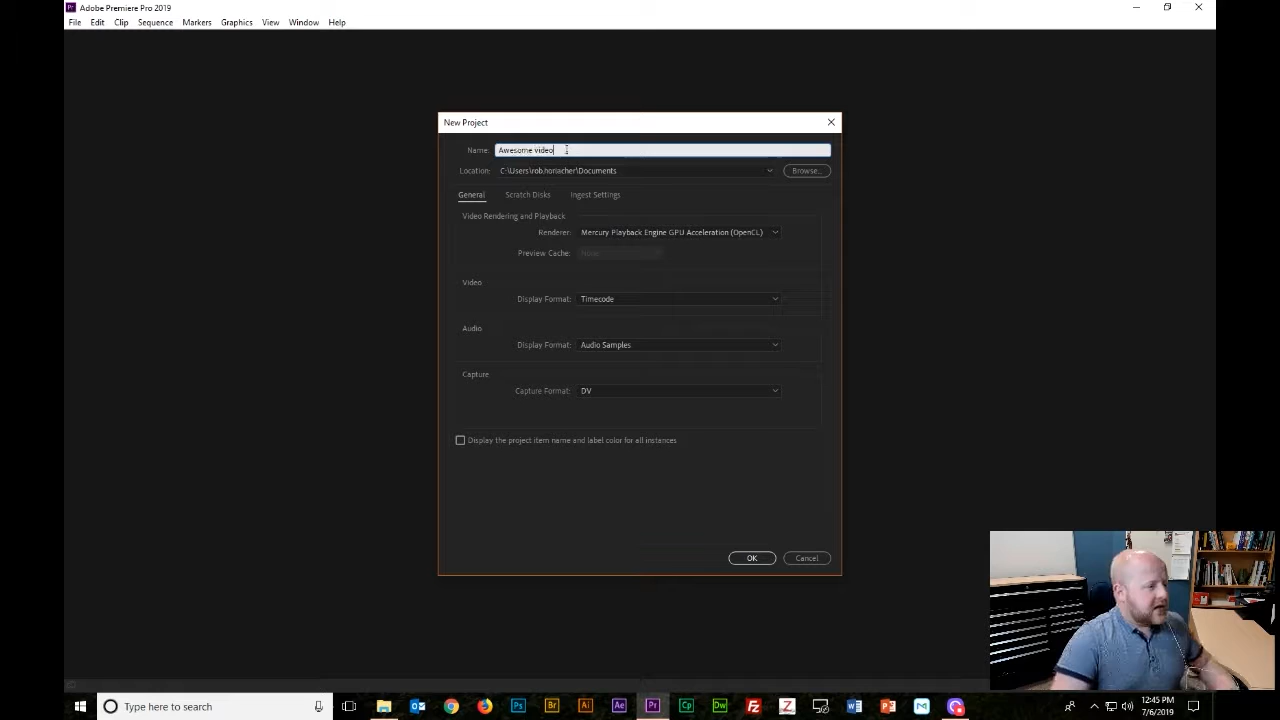 Adobe Premiere Pro 2019
File Edit Clip Sequence Markers Graphics View Window Help
New Project
Name: Awesome video
Location: C:\Users\rob.horlacher\Documents Browse...
General Scratch Disks Ingest Settings
Video Rendering and Playback
Renderer: Mercury Playback Engine GPU Acceleration (OpenCL)
Preview Cache: None
Video
Display Format: Timecode
Audio
Display Format: Audio Samples
Capture
Capture Format: DV
Display the project item name and label color for all instances
OK Cancel
Type here to search
12:45 PM
7/6/2019